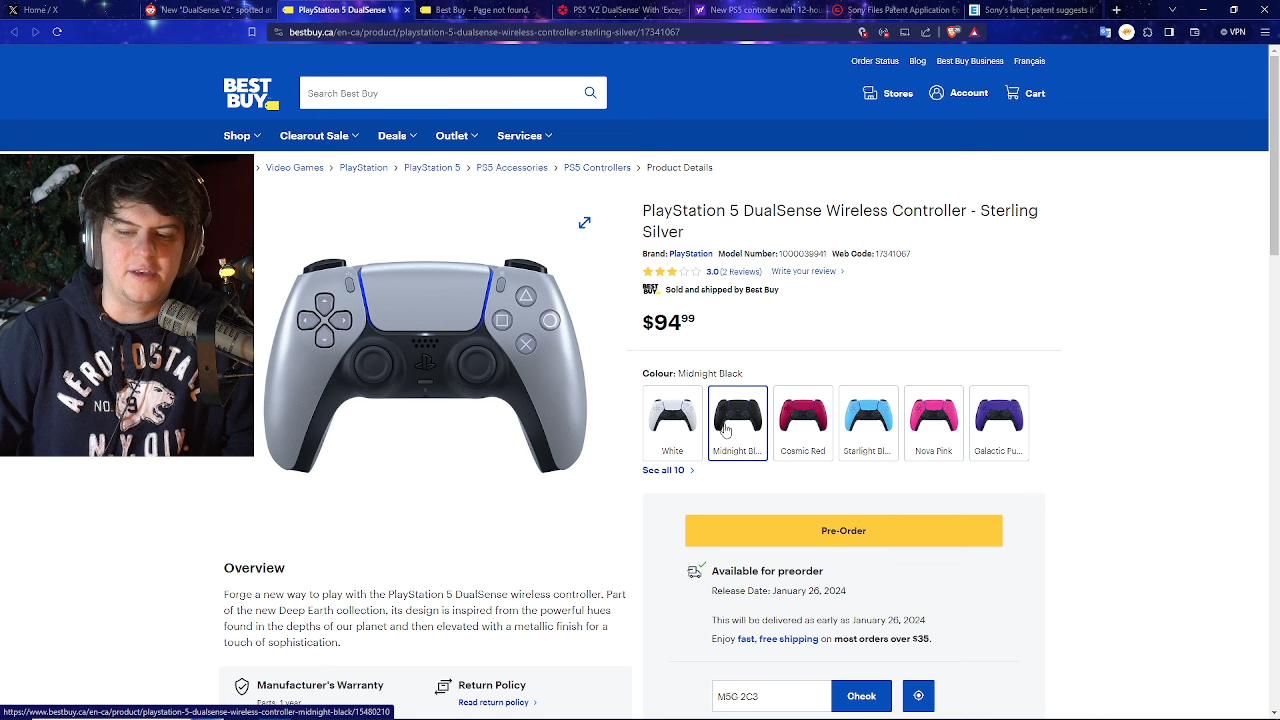 Home / X
New "DualSense V2" spotted at
PlayStation 5 DualSense W
Best Buy - Page not found.
PS5 'V2 DualSense' With 'Excep
New PS5 controller with 12-hou
Sony Files Patent Application Fo
Sony's latest patent suggests it
bestbuy.ca/en-ca/product/playstation-5-dualsense-wireless-controller-sterling-silver/17341067
VPN
Order Status Blog Best Buy Business Français
BEST BUY
Search Best Buy
Stores Account Cart
Shop Clearout Sale Deals Outlet Services
Video Games > PlayStation > PlayStation 5 > PS5 Accessories > PS5 Controllers > Product Details
PlayStation 5 DualSense Wireless Controller - Sterling
Silver
Brand: PlayStation Model Number: 1000039941 Web Code: 17341067
3.0 (2 Reviews) Write your review
BEST BUY Sold and shipped by Best Buy
$94.99
Colour: Midnight Black
White
Midnight Bl...
Cosmic Red
Starlight Bl...
Nova Pink
Galactic Pu...
See all 10
Pre-Order
Available for preorder
Release Date: January 26, 2024
This will be delivered as early as January 26, 2024
Enjoy fast, free shipping on most orders over $35.
M5G 2C3
Check
AÉROPOSTALE
NO. 9
Overview
Forge a new way to play with the PlayStation 5 DualSense wireless controller. Part
of the new Deep Earth collection, its design is inspired from the powerful hues
found in the depths of our planet and then elevated with a metallic finish for a
touch of sophistication.
Manufacturer's Warranty
Parts: 1 year
Return Policy
Read return policy
https://www.bestbuy.ca/en-ca/product/playstation-5-dualsense-wireless-controller-midnight-black/15480210